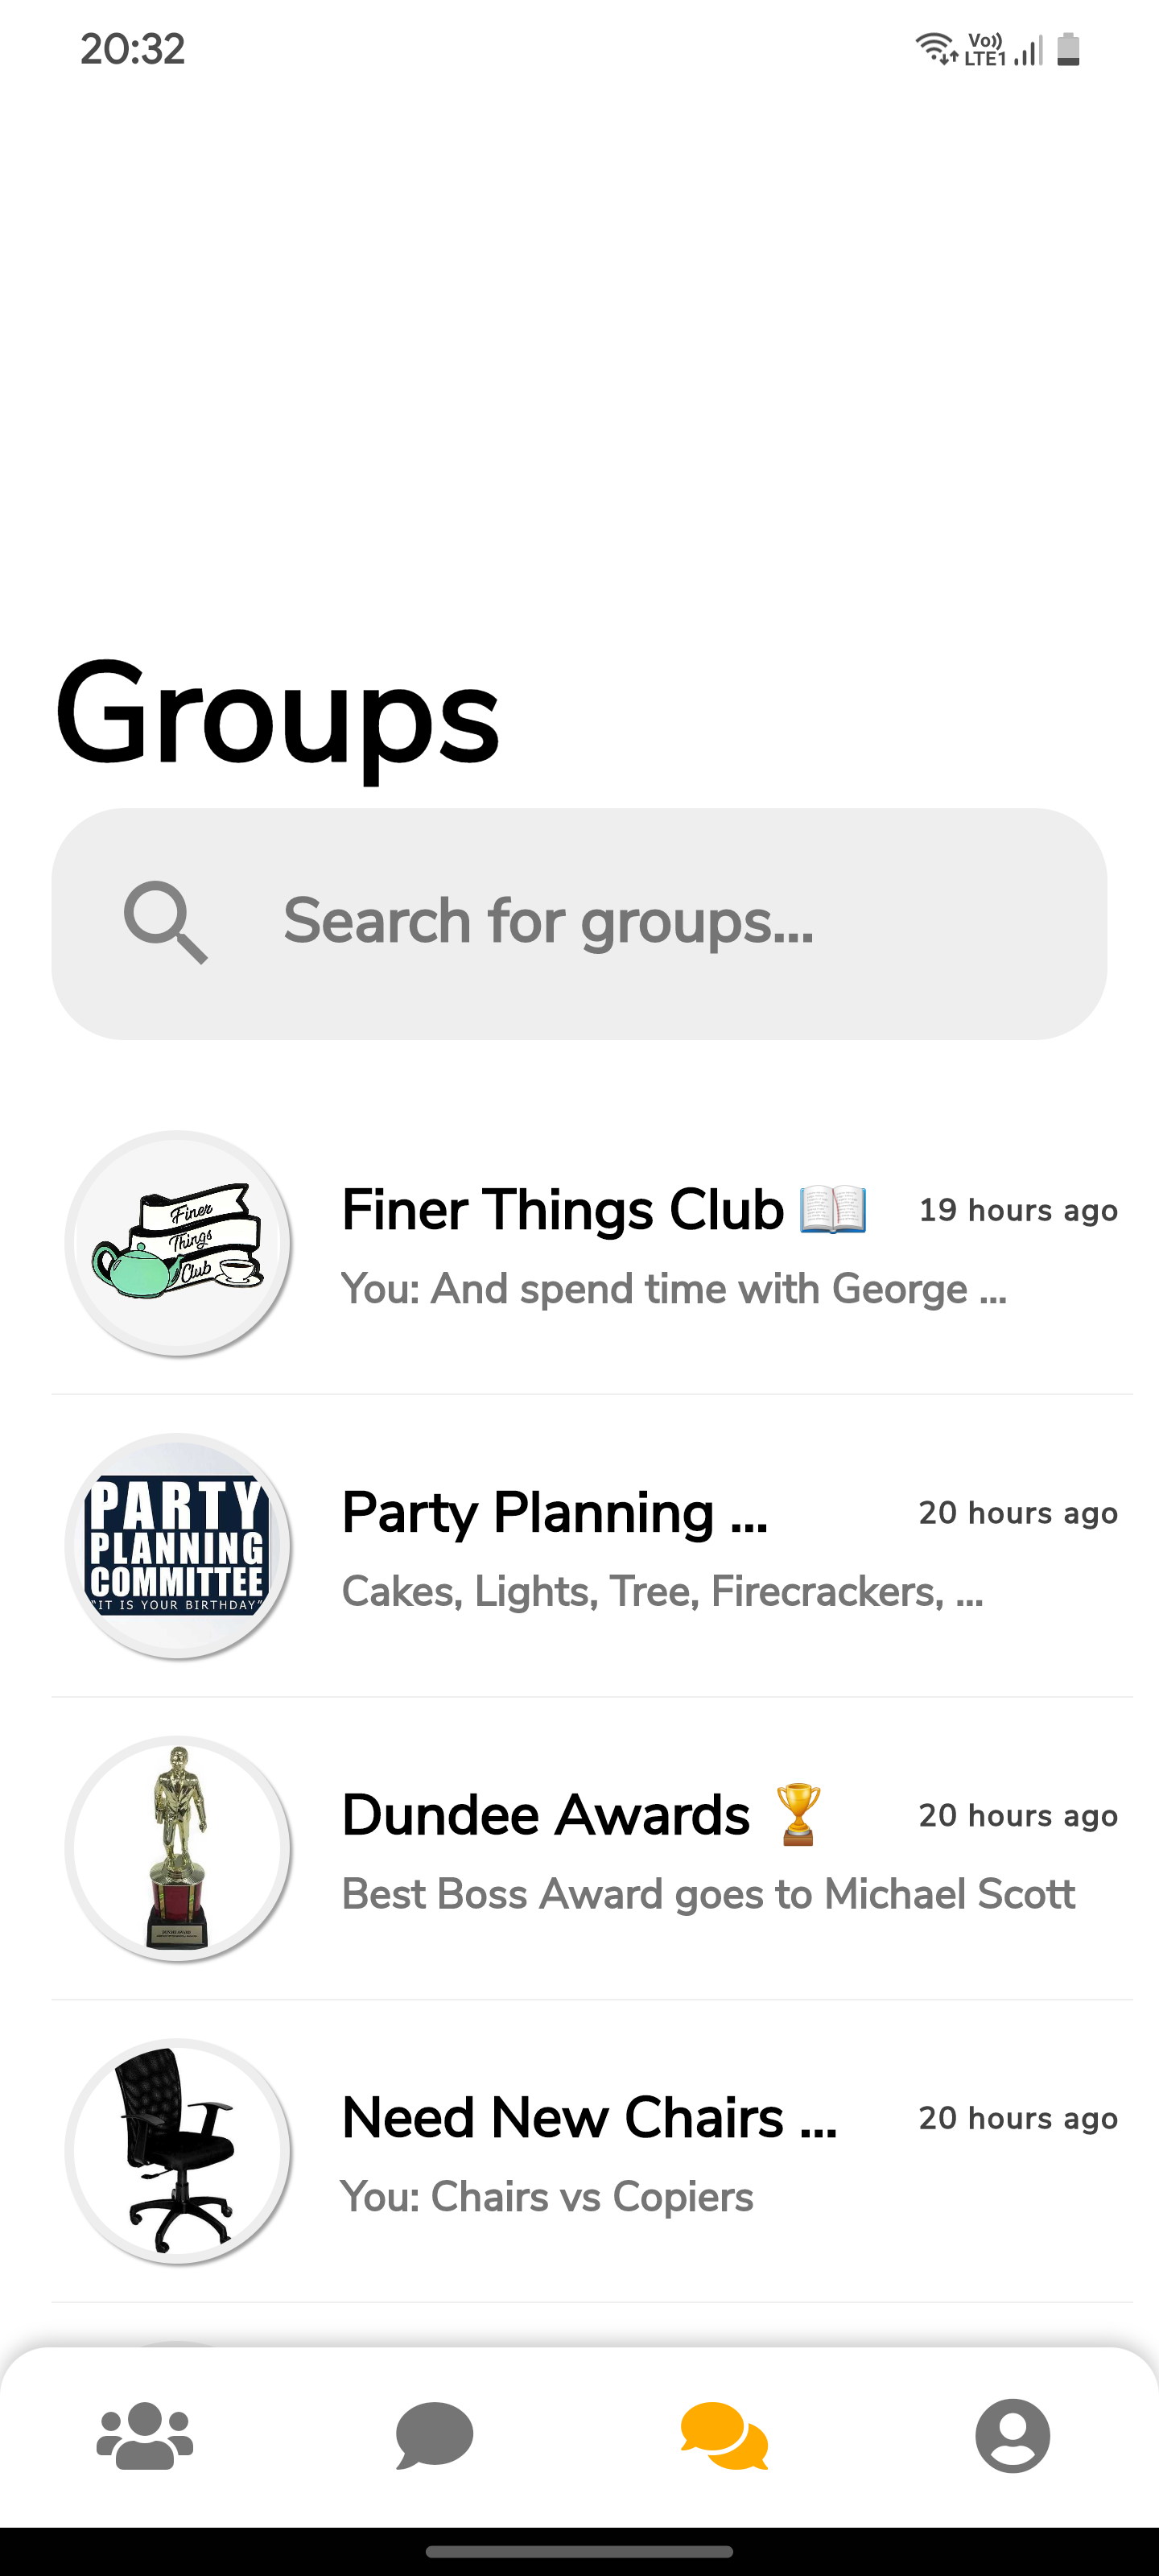 20:32
Vo)) LTE1
Groups
Search for groups...
Finer Things Club
Finer Things Club 📖
19 hours ago
You: And spend time with George ...
PARTY
PLANNING
COMMITTEE
"IT IS YOUR BIRTHDAY"
Party Planning ...
20 hours ago
Cakes, Lights, Tree, Firecrackers, ...
Dundee Awards 🏆
20 hours ago
Best Boss Award goes to Michael Scott
Need New Chairs ...
20 hours ago
You: Chairs vs Copiers